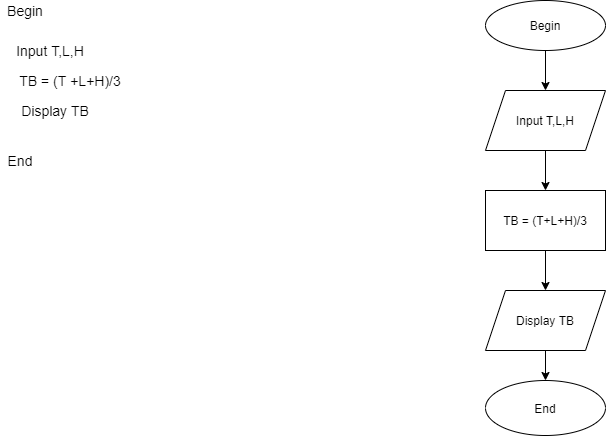 Begin
Input T,L,H
TB = (T +L+H)/3
Display TB
End
Begin
Input T,L,H
TB = (T+L+H)/3
Display TB
End